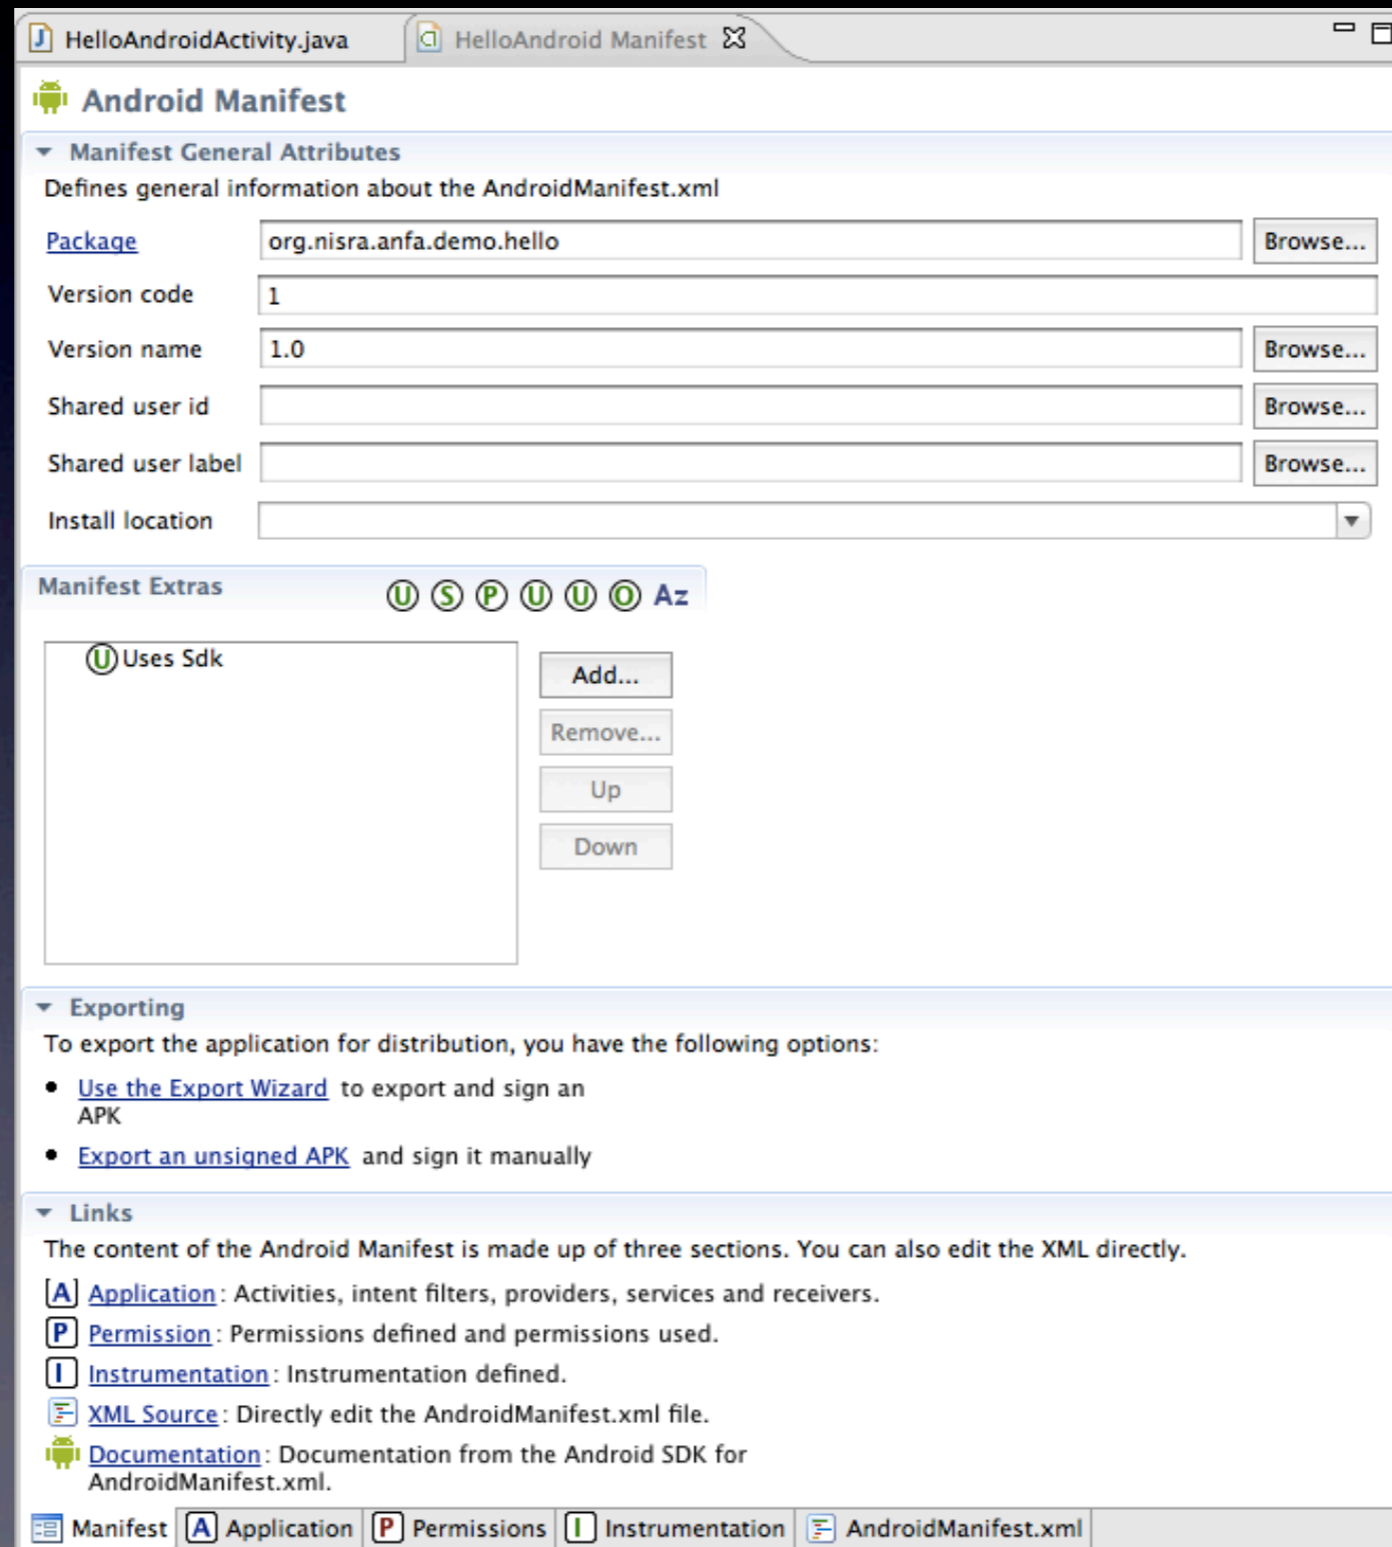 HelloAndroidActivity.java HelloAndroid Manifest
Android Manifest
Manifest General Attributes
Defines general information about the AndroidManifest.xml
Package org.nisra.anfa.demo.hello Browse...
Version code 1
Version name 1.0 Browse...
Shared user id Browse...
Shared user label Browse...
Install location
Manifest Extras U S P U U O Az
U Uses Sdk
Add...
Remove...
Up
Down
Exporting
To export the application for distribution, you have the following options:
• Use the Export Wizard to export and sign an
APK
• Export an unsigned APK and sign it manually
Links
The content of the Android Manifest is made up of three sections. You can also edit the XML directly.
A Application: Activities, intent filters, providers, services and receivers.
P Permission: Permissions defined and permissions used.
I Instrumentation: Instrumentation defined.
XML Source: Directly edit the AndroidManifest.xml file.
Documentation: Documentation from the Android SDK for
AndroidManifest.xml.
Manifest A Application P Permissions I Instrumentation AndroidManifest.xml